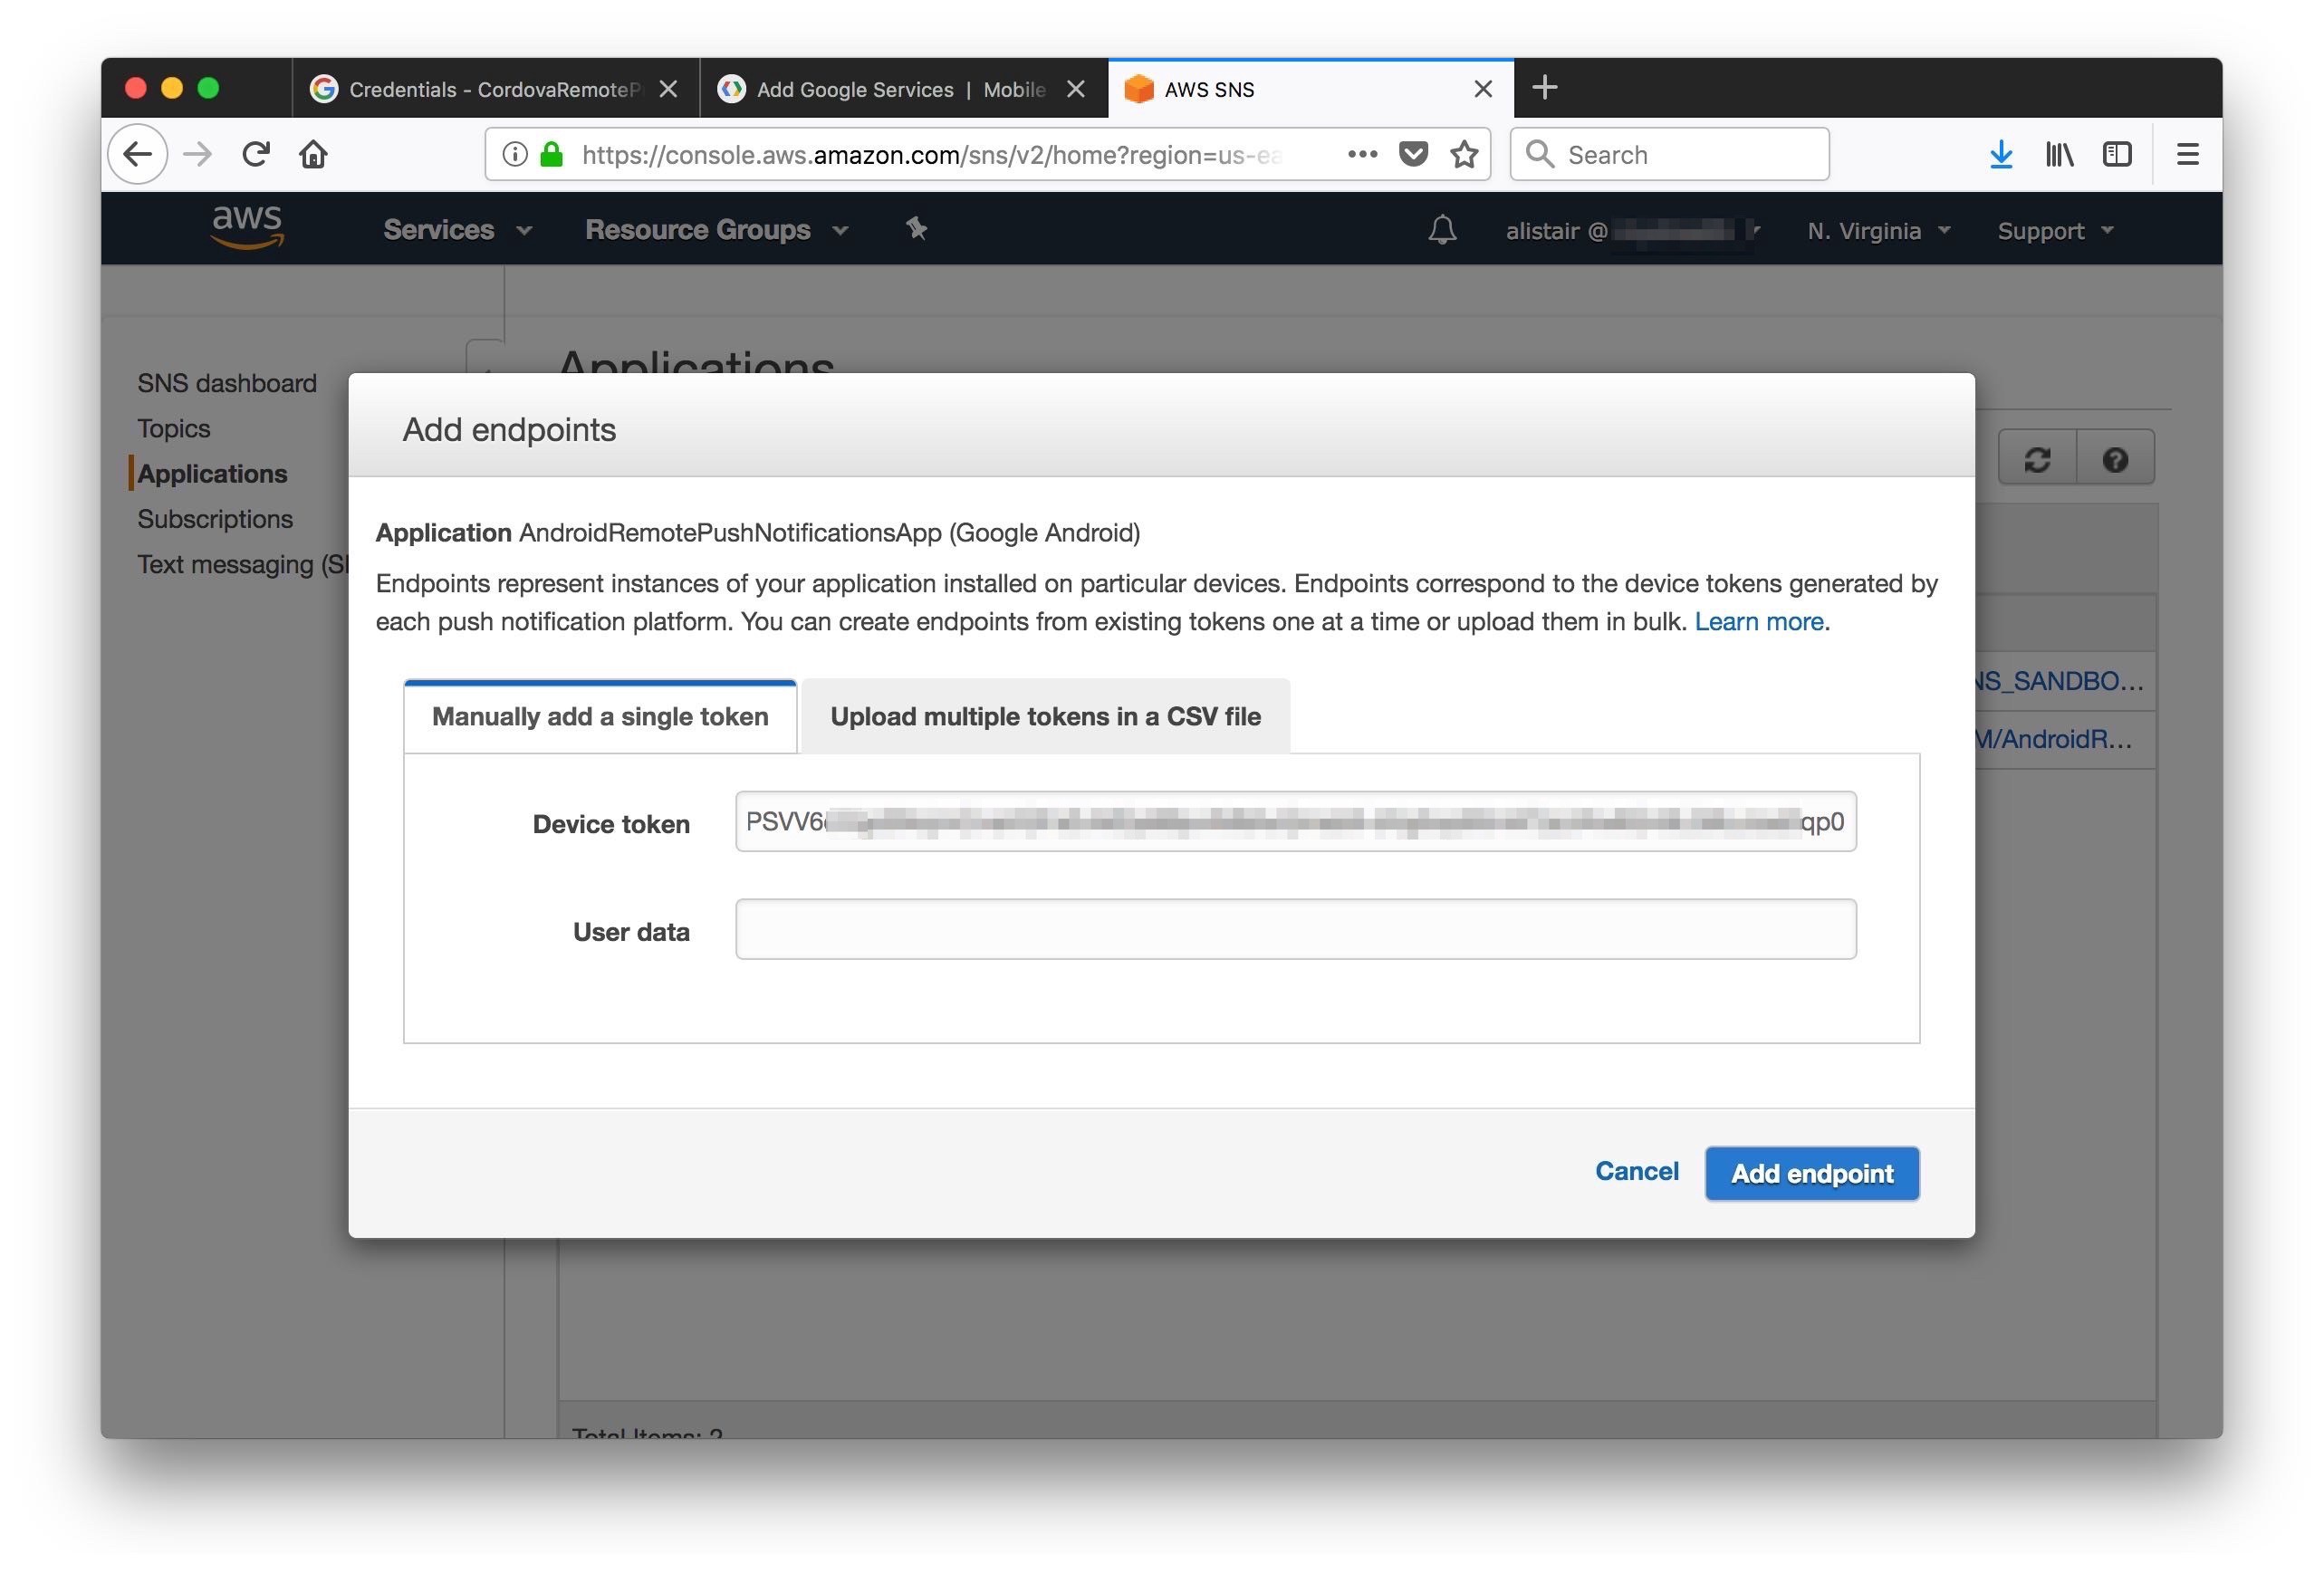 Credentials - CordovaRemoteP
Add Google Services | Mobile
AWS SNS
https://console.aws.amazon.com/sns/v2/home?region=us-ea
Search
aws
Services
Resource Groups
alistair @
N. Virginia
Support
SNS dashboard
Topics
Applications
Subscriptions
Text messaging (S
Applications
Add endpoints
Application AndroidRemotePushNotificationsApp (Google Android)
Endpoints represent instances of your application installed on particular devices. Endpoints correspond to the device tokens generated by
each push notification platform. You can create endpoints from existing tokens one at a time or upload them in bulk. Learn more.
Manually add a single token
Upload multiple tokens in a CSV file
Device token
PSVV6
qp0
User data
Cancel
Add endpoint
NS_SANDBO...
M/AndroidR...
Total Items: 2